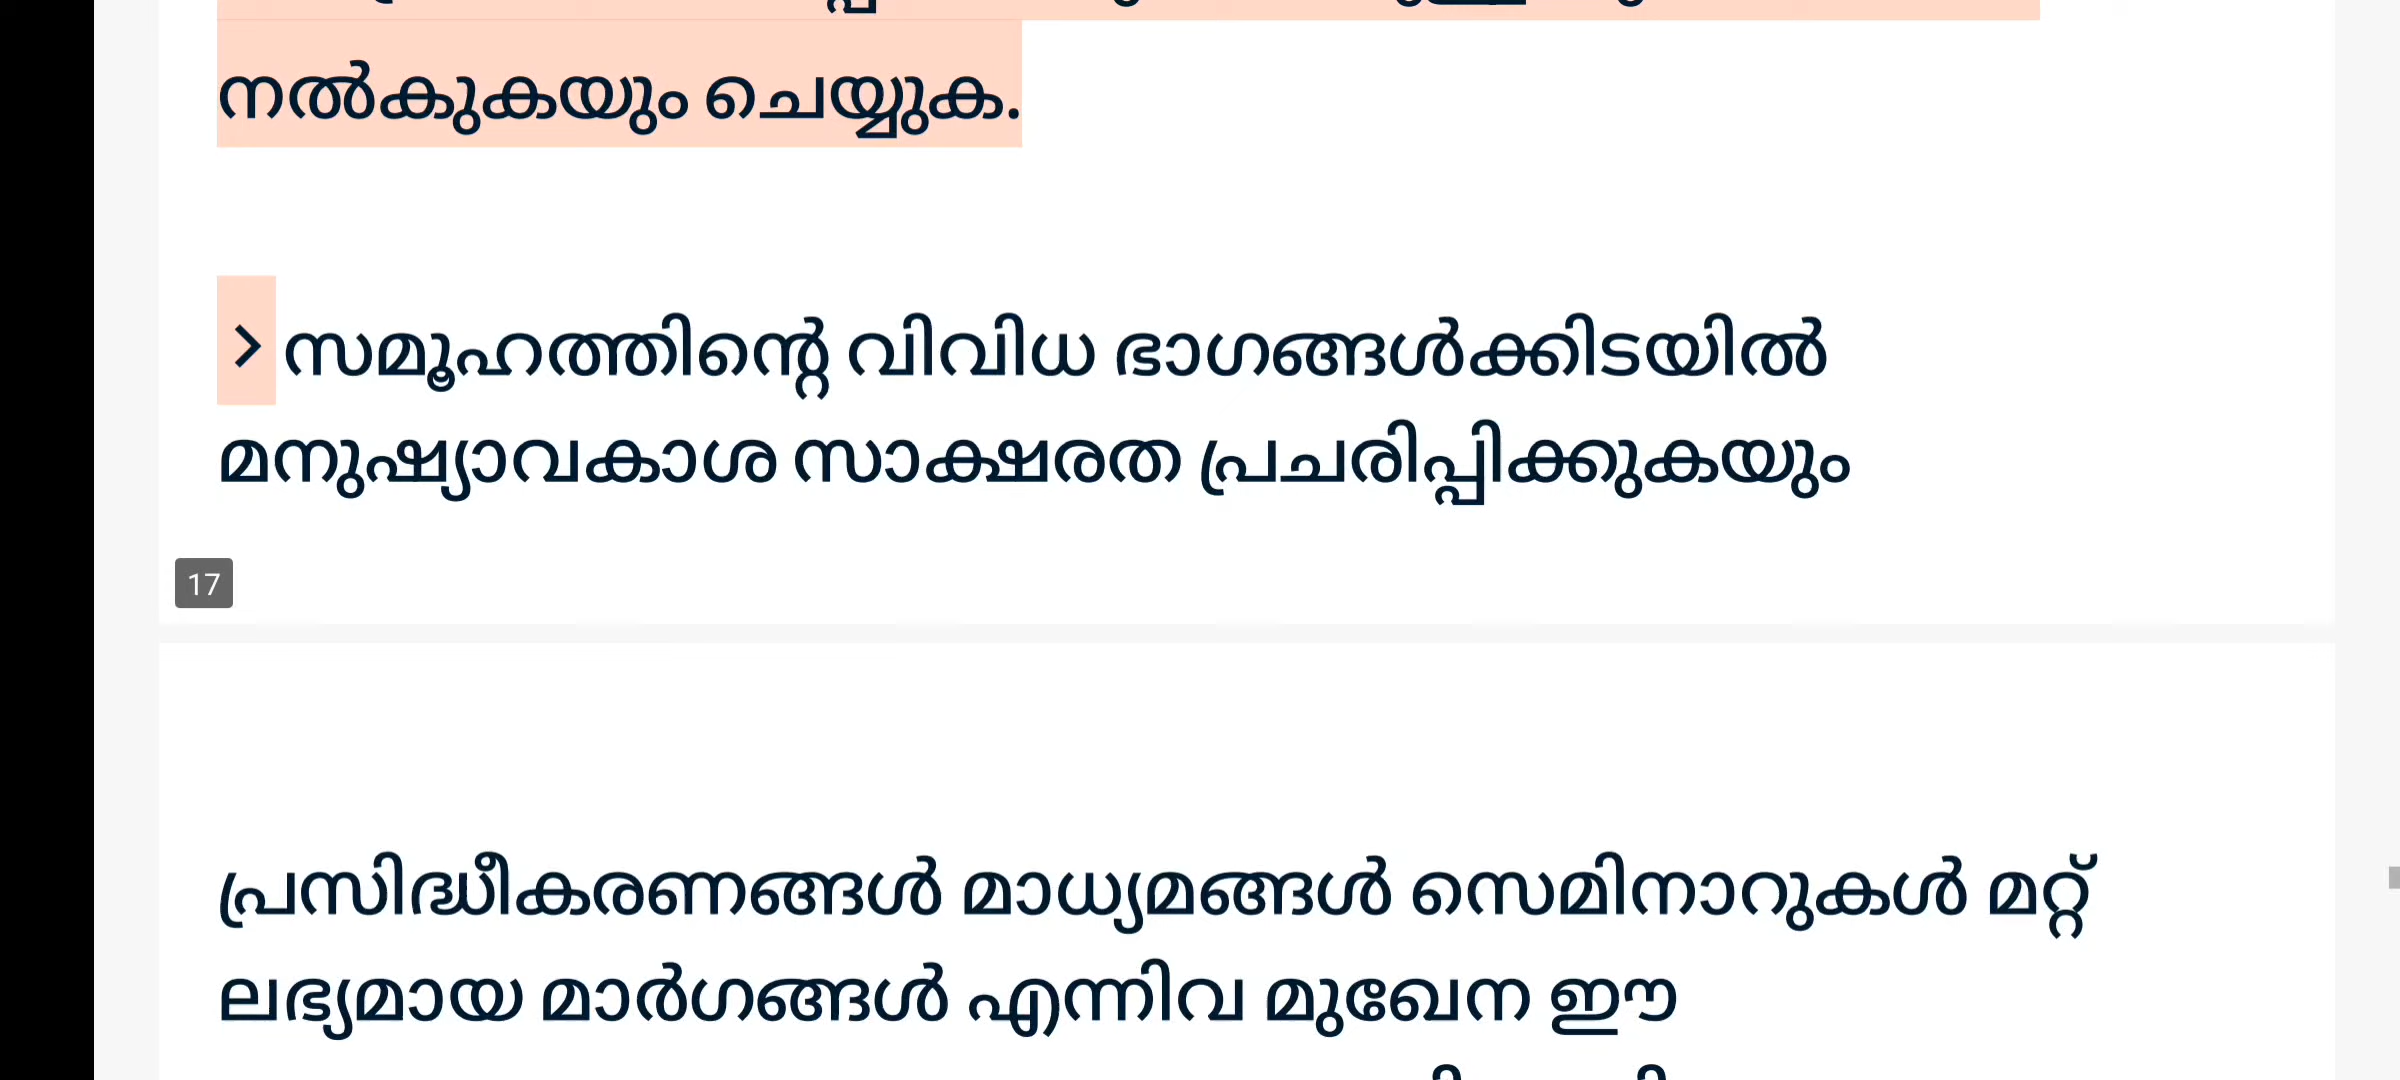 നൽകുകയും ചെയ്യുക.
> സമൂഹത്തിന്റെ വിവിധ ഭാഗങ്ങൾക്കിടയിൽ
മനുഷ്യാവകാശ സാക്ഷരത പ്രചരിപ്പിക്കുകയും
17
പ്രസിദ്ധീകരണങ്ങൾ മാധ്യമങ്ങൾ സെമിനാറുകൾ മറ്റ്
ലഭ്യമായ മാർഗങ്ങൾ എന്നിവ മുഖേന ഈ